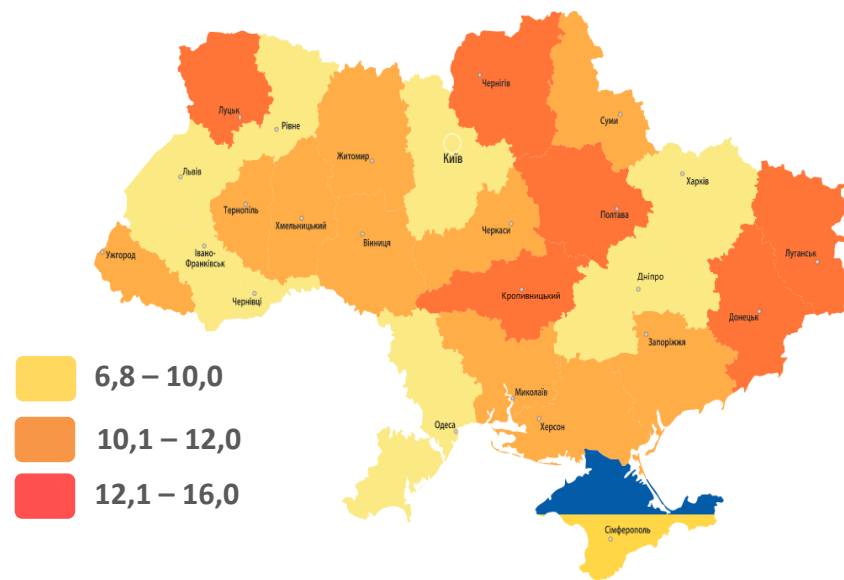 Чернігів
Луцьк
Суми
Рівне
Житомир
Київ
Львів
Харків
Тернопіль
Полтава
Хмельницький
Черкаси
Вінниця
Ужгород
Івано-
Франківськ
Луганськ
Дніпро
Чернівці
Кропивницький
Донецьк
Запоріжжя
6,8 – 10,0
Миколаїв
Одеса
Херсон
10,1 – 12,0
12,1 – 16,0
Сімферополь